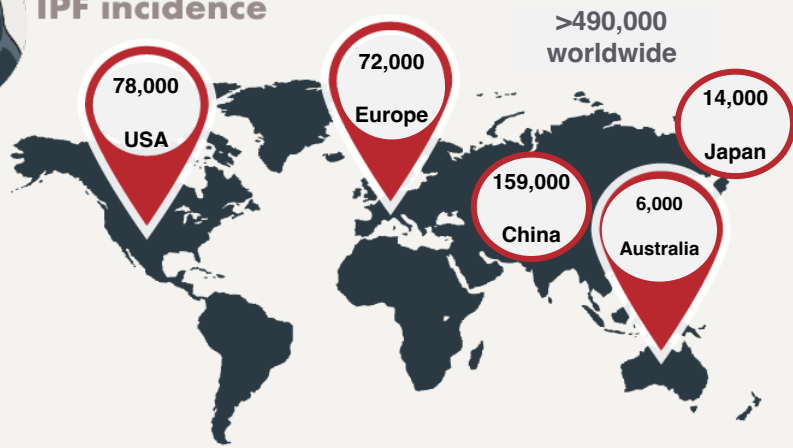 IPF incidence
>490,000
worldwide
78,000
USA
72,000
Europe
14,000
Japan
159,000
China
6,000
Australia